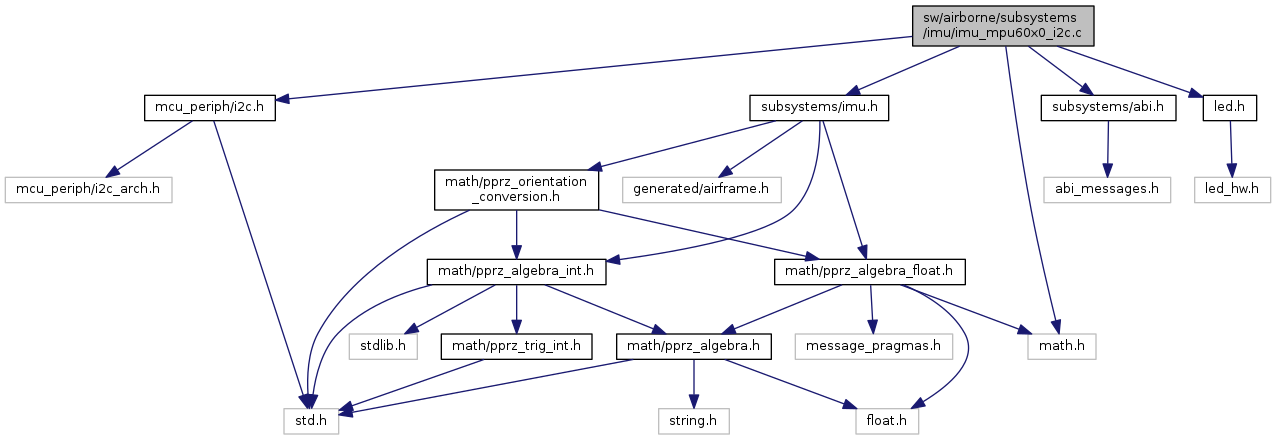 sw/airborne/subsystems
/imu/imu_mpu60x0_i2c.c
mcu_periph/i2c.h
subsystems/imu.h
subsystems/abi.h
led.h
mcu_periph/i2c_arch.h
math/pprz_orientation
_conversion.h
generated/airframe.h
abi_messages.h
led_hw.h
math/pprz_algebra_int.h
math/pprz_algebra_float.h
stdlib.h
math/pprz_trig_int.h
math/pprz_algebra.h
message_pragmas.h
math.h
std.h
string.h
float.h